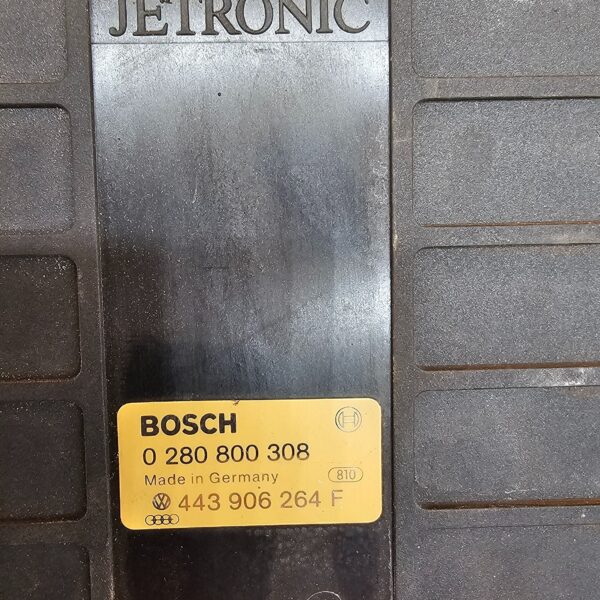 JETRONIC
BOSCH
0 280 800 308
Made in Germany 810
443 906 264 F